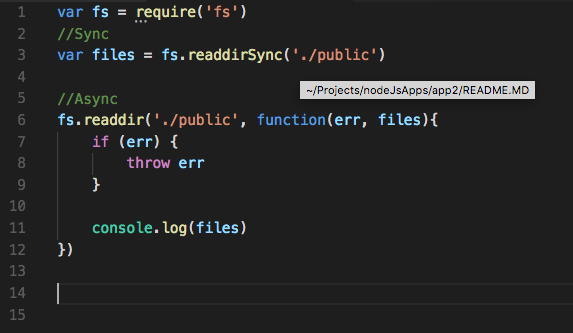 1 var fs = require('fs')
2 //Sync
3 var files = fs.readdirSync('./public')
4
~/Projects/nodeJsApps/app2/README.MD
5 //Async
6 fs.readdir('./public', function(err, files){
7     if (err) {
8         throw err
9     }
10
11     console.log(files)
12 })
13
14
15